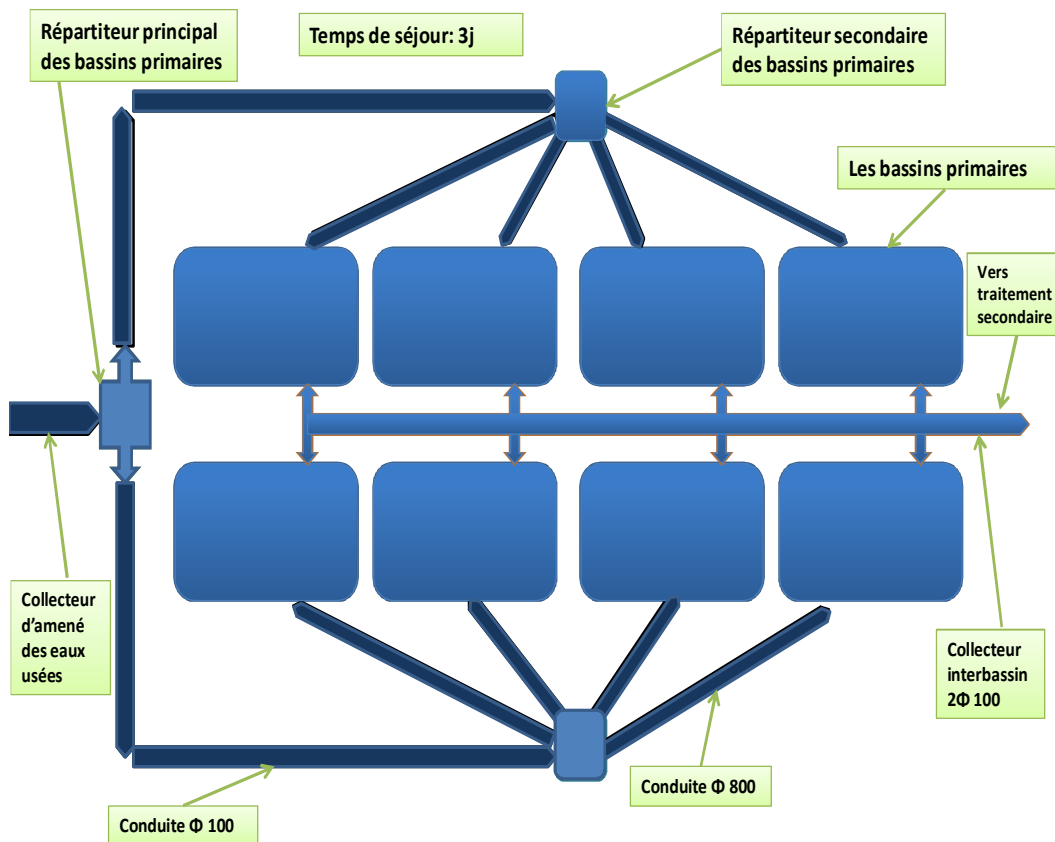 Répartiteur principal
des bassins primaires
Temps de séjour: 3j
Répartiteur secondaire
des bassins primaires
Les bassins primaires
Vers
traitement
secondaire
Collecteur
d'amené
des eaux
usées
Collecteur
interbassin
2Φ 100
Conduite Φ 800
Conduite Φ 100